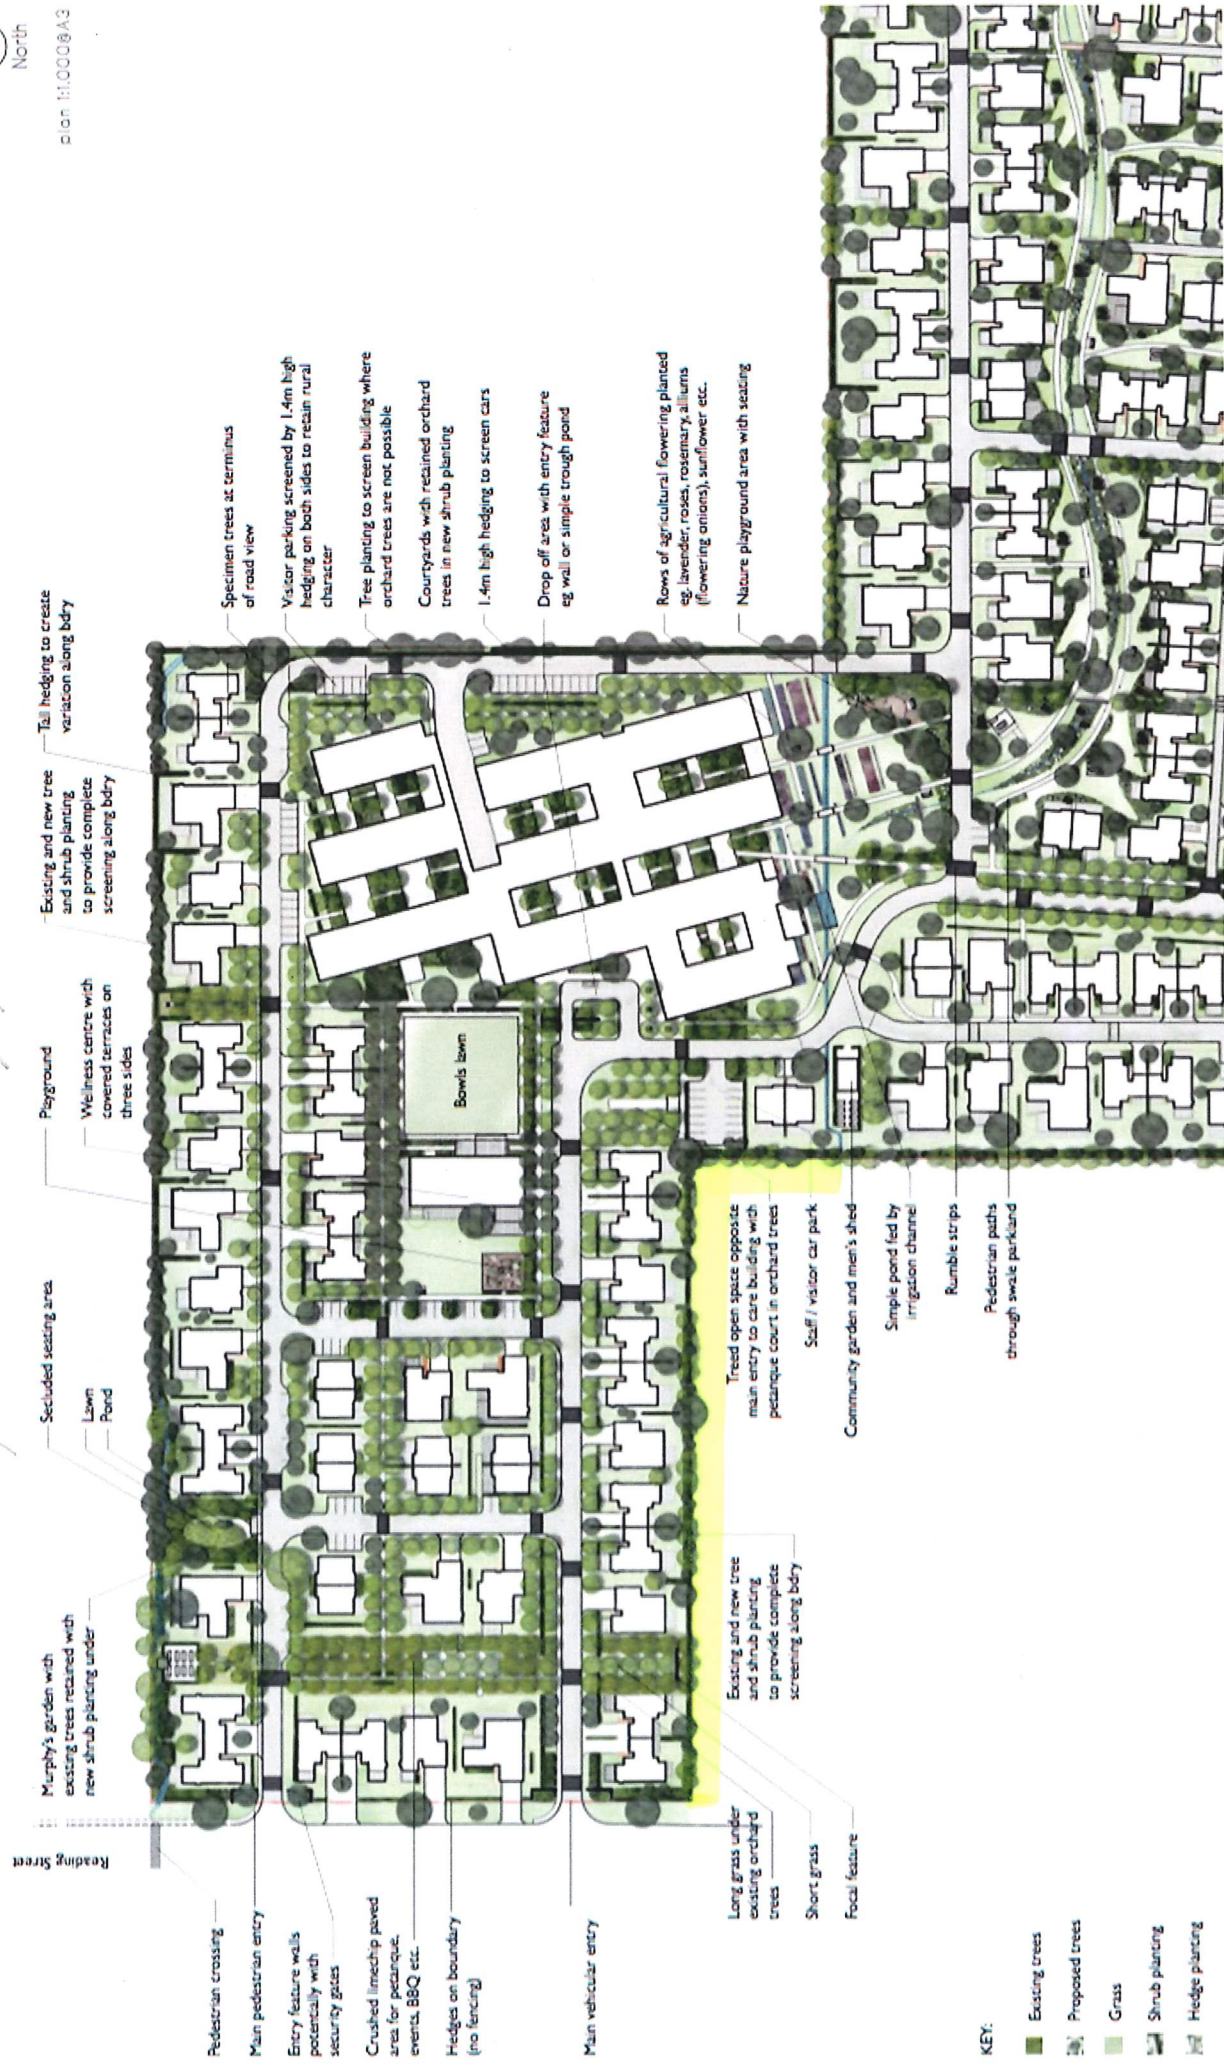 North
plan 1:1.000@A3
Reading Street
Murphy's garden with
existing trees retained with
new shrub planting under
Secluded seating area
Lawn
Pond
Playground
Wellness centre with
covered terraces on
three sides
Existing and new tree
and shrub planting
to provide complete
screening along bdry
Tall hedging to create
variation along bdry
Specimen trees at terminus
of road view
Visitor parking screened by 1.4m high
hedging on both sides to retain rural
character
Tree planting to screen building where
orchard trees are not possible
Courtyards with retained orchard
trees in new shrub planting
1.4m high hedging to screen cars
Drop off area with entry feature
eg wall or simple trough pond
Rows of agricultural flowering planted
eg. lavender, roses, rosemary, alliums
(flowering onions), sunflower etc.
Nature playground area with seating
Bowls lawn
Pedestrian crossing
Main pedestrian entry
Entry feature walls
potentially with
security gates
Crushed limechip paved
area for petanque,
events, BBQ etc.
Hedges on boundary
(no fencing)
Main vehicular entry
Long grass under
existing orchard
trees
Short grass
Focal feature
Existing and new tree
and shrub planting
to provide complete
screening along bdry
Treed open space opposite
main entry to care building with
petanque court in orchard trees
Staff / visitor car park
Community garden and men's shed
Simple pond fed by
irrigation channel
Rumble strips
Pedestrian paths
through swale parkland
KEY:
Existing trees
Proposed trees
Grass
Shrub planting
Hedge planting